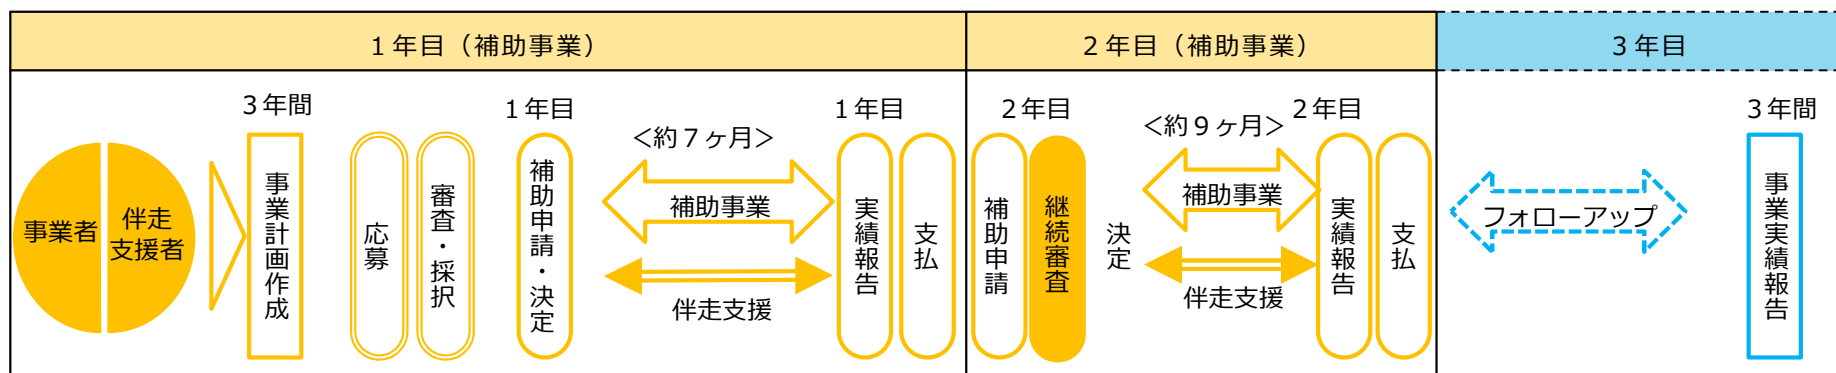 １年目（補助事業）
２年目（補助事業）
３年目
事業者
伴走
支援者
３年間
事業計画作成
応募
審査・採択
１年目
補助申請・決定
＜約７ヶ月＞
補助事業
伴走支援
１年目
実績報告
支払
２年目
補助申請
継続審査
決定
＜約９ヶ月＞
補助事業
伴走支援
２年目
実績報告
支払
フォローアップ
３年間
事業実績報告